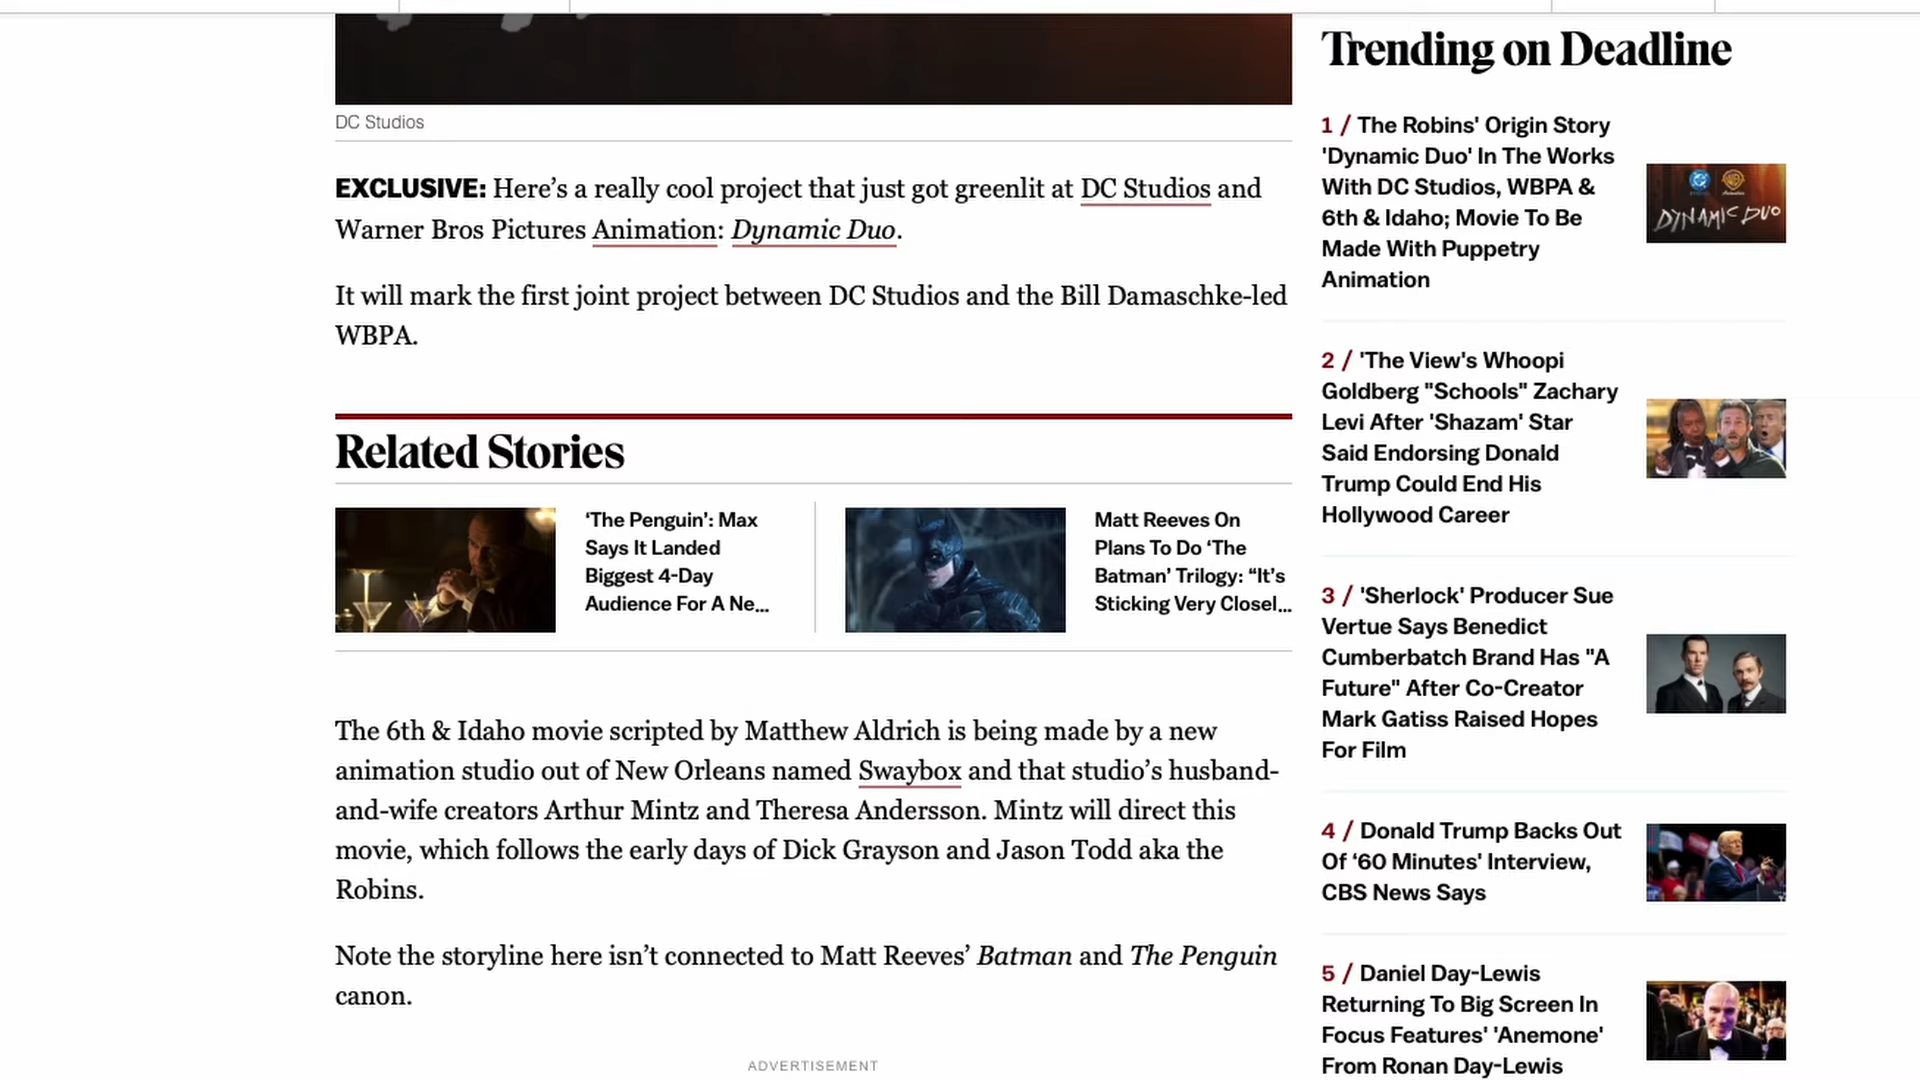 DC Studios
EXCLUSIVE: Here’s a really cool project that just got greenlit at DC Studios and
Warner Bros Pictures Animation: Dynamic Duo.
It will mark the first joint project between DC Studios and the Bill Damaschke-led
WBPA.
Related Stories
‘The Penguin’: Max
Says It Landed
Biggest 4-Day
Audience For A Ne...
Matt Reeves On
Plans To Do ‘The
Batman’ Trilogy: “It’s
Sticking Very Closel...
The 6th & Idaho movie scripted by Matthew Aldrich is being made by a new
animation studio out of New Orleans named Swaybox and that studio’s husband-
and-wife creators Arthur Mintz and Theresa Andersson. Mintz will direct this
movie, which follows the early days of Dick Grayson and Jason Todd aka the
Robins.
Note the storyline here isn’t connected to Matt Reeves’ Batman and The Penguin
canon.
ADVERTISEMENT
Trending on Deadline
1 / The Robins' Origin Story
'Dynamic Duo' In The Works
With DC Studios, WBPA &
6th & Idaho; Movie To Be
Made With Puppetry
Animation
DYNAMIC DUO
2 / 'The View's Whoopi
Goldberg "Schools" Zachary
Levi After 'Shazam' Star
Said Endorsing Donald
Trump Could End His
Hollywood Career
3 / 'Sherlock' Producer Sue
Vertue Says Benedict
Cumberbatch Brand Has "A
Future" After Co-Creator
Mark Gatiss Raised Hopes
For Film
4 / Donald Trump Backs Out
Of ‘60 Minutes' Interview,
CBS News Says
5 / Daniel Day-Lewis
Returning To Big Screen In
Focus Features' 'Anemone'
From Ronan Day-Lewis